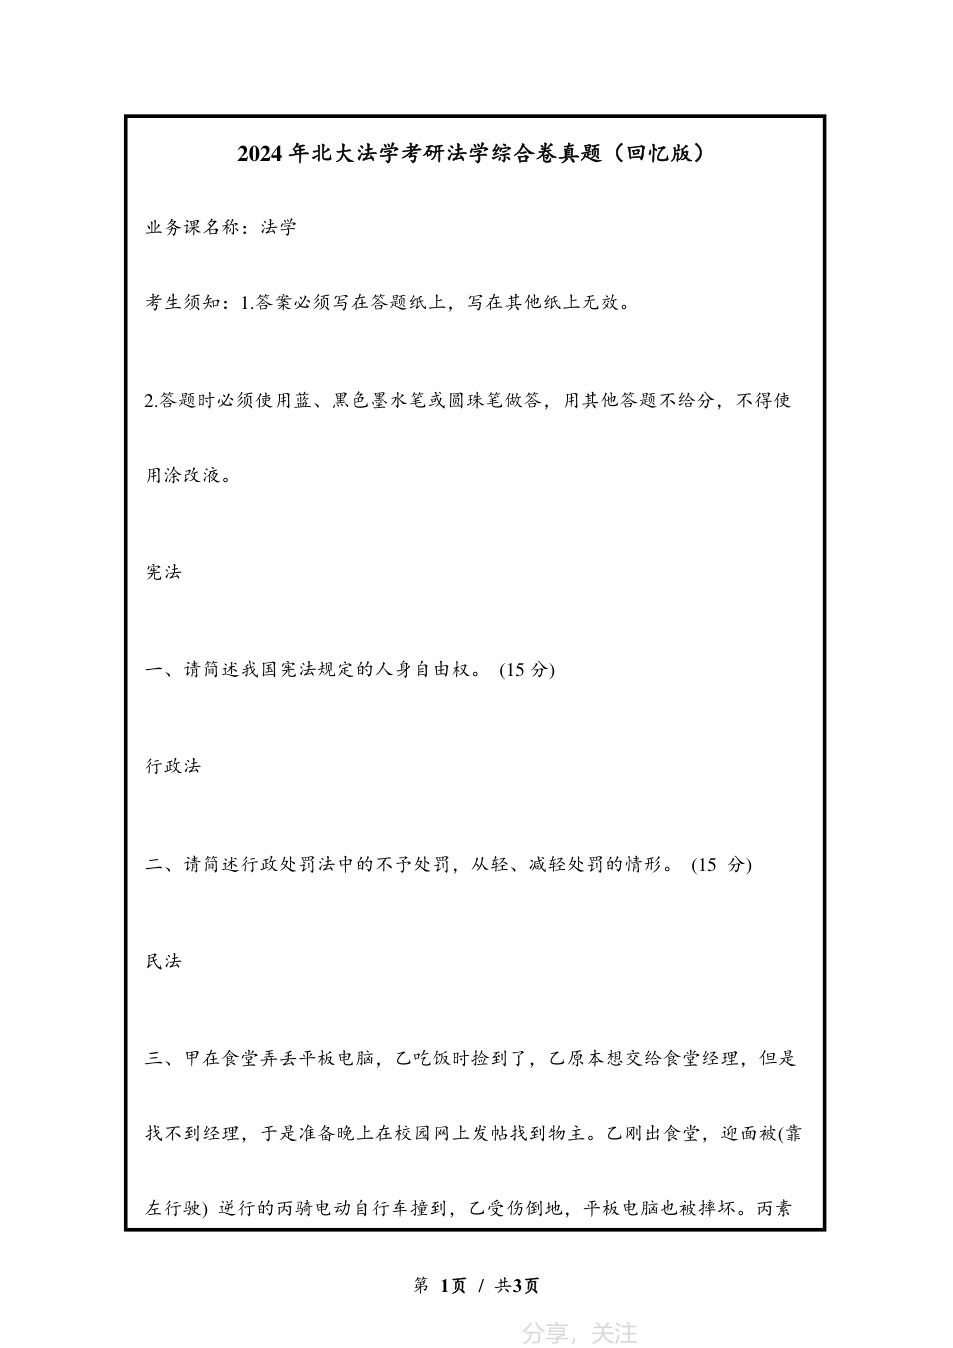 2024 年北大法学考研法学综合卷真题（回忆版）
业务课名称：法学
考生须知：1.答案必须写在答题纸上，写在其他纸上无效。
2.答题时必须使用蓝、黑色墨水笔或圆珠笔做答，用其他答题不给分，不得使
用涂改液。
宪法
一、请简述我国宪法规定的人身自由权。 (15 分)
行政法
二、请简述行政处罚法中的不予处罚，从轻、减轻处罚的情形。 (15 分)
民法
三、甲在食堂弄丢平板电脑，乙吃饭时捡到了，乙原本想交给食堂经理，但是
找不到经理，于是准备晚上在校园网上发帖找到物主。乙刚出食堂，迎面被(靠
左行驶) 逆行的丙骑电动自行车撞到，乙受伤倒地，平板电脑也被摔坏。丙素
第 1页 / 共3页
分享，关注